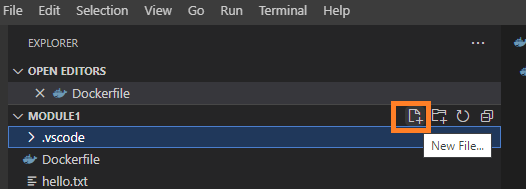 File Edit Selection View Go Run Terminal Help
EXPLORER
OPEN EDITORS
Dockerfile
MODULE1
.vscode
New File...
Dockerfile
hello.txt